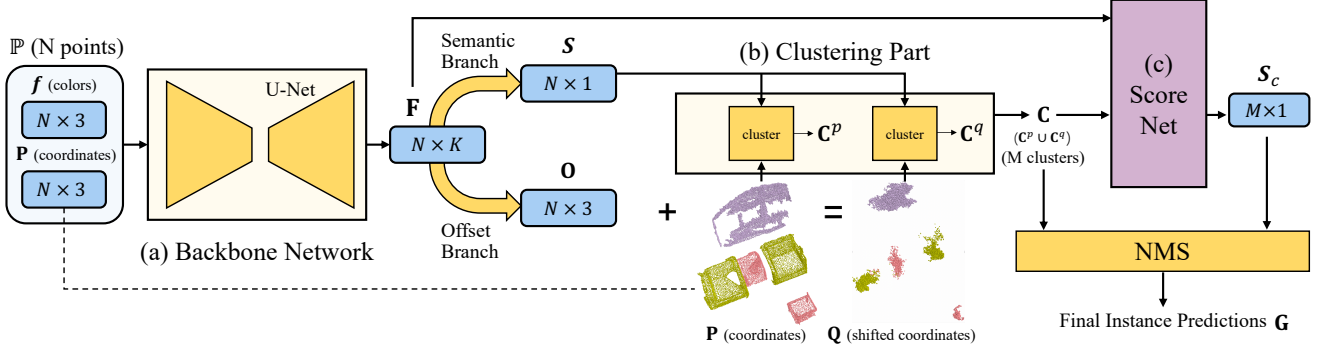 ℙ (N points)
𝒇 (colors)
N × 3
P (coordinates)
N × 3
U-Net
(a) Backbone Network
F
N × K
Semantic
Branch
S
N × 1
O
N × 3
Offset
Branch
(b) Clustering Part
cluster
C^p
cluster
C^q
+
=
P (coordinates)
Q (shifted coordinates)
C
(C^p ∪ C^q)
(M clusters)
(c)
Score
Net
S_c
M×1
NMS
Final Instance Predictions G